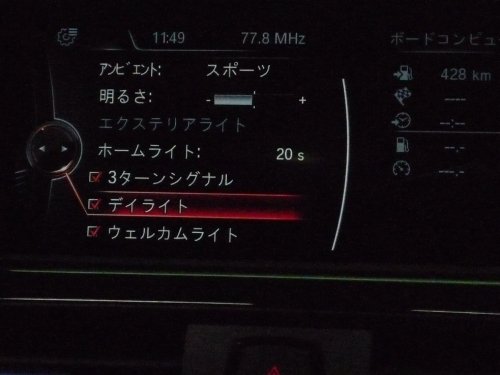 11:49 77.8 MHz ボードコンピュ
ｱﾝﾋﾞｴﾝﾄ: スポーツ
明るさ: - +
エクステリアライト
ホームライト: 20 s
3ターンシグナル
デイライト
ウェルカムライト
428 km
---
--:--
--.-
--.-